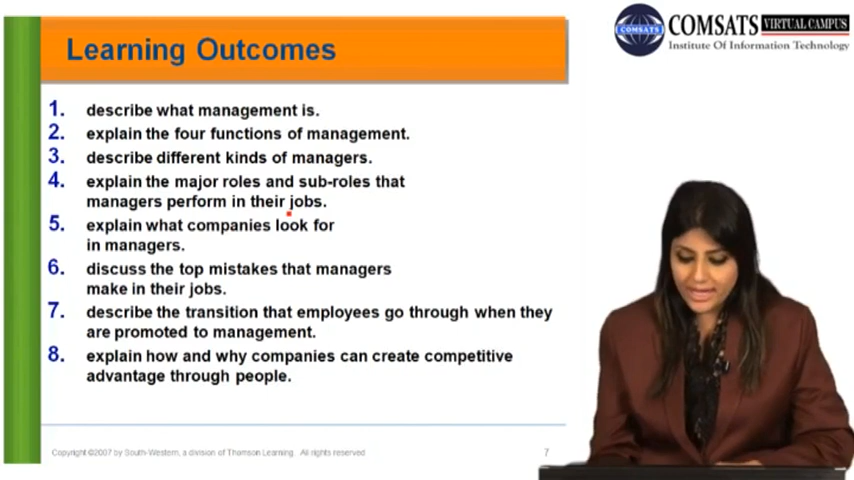 Learning Outcomes
COMSATS
COMSATS VIRTUAL CAMPUS
Institute Of Information Technology
1. describe what management is.
2. explain the four functions of management.
3. describe different kinds of managers.
4. explain the major roles and sub-roles that
managers perform in their jobs.
5. explain what companies look for
in managers.
6. discuss the top mistakes that managers
make in their jobs.
7. describe the transition that employees go through when they
are promoted to management.
8. explain how and why companies can create competitive
advantage through people.
Copyright ©2007 by South-Western, a division of Thomson Learning. All rights reserved
7